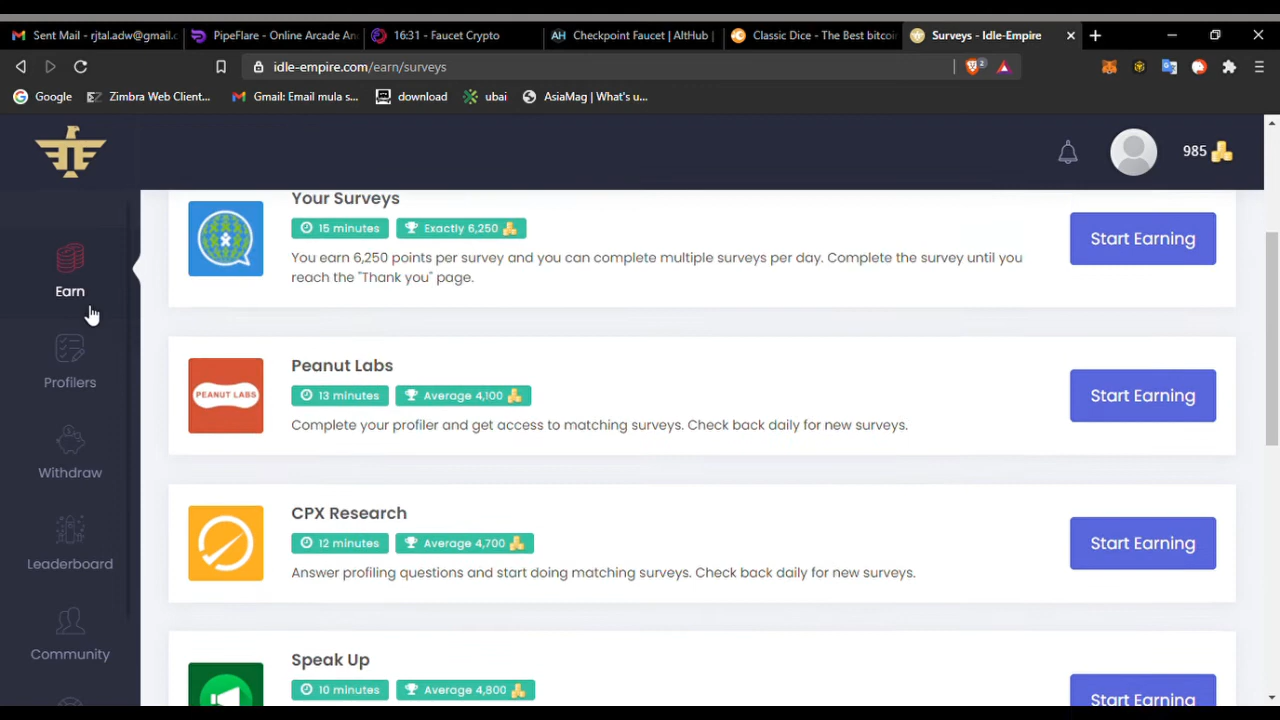 Sent Mail - rjtal.adw@gmail.c
PipeFlare - Online Arcade An
16:31 - Faucet Crypto
AH Checkpoint Faucet | AltHub |
Classic Dice - The Best bitcoi
Surveys - Idle-Empire
idle-empire.com/earn/surveys
2
Google
Zimbra Web Client...
Gmail: Email mula s...
download
ubai
AsiaMag | What's u...
985
Earn
Profilers
Withdraw
Leaderboard
Community
Your Surveys
15 minutes
Exactly 6,250
You earn 6,250 points per survey and you can complete multiple surveys per day. Complete the survey until you
reach the "Thank you" page.
Start Earning
PEANUT LABS
Peanut Labs
13 minutes
Average 4,100
Complete your profiler and get access to matching surveys. Check back daily for new surveys.
Start Earning
CPX Research
12 minutes
Average 4,700
Answer profiling questions and start doing matching surveys. Check back daily for new surveys.
Start Earning
Speak Up
10 minutes
Average 4,800
Start Earning